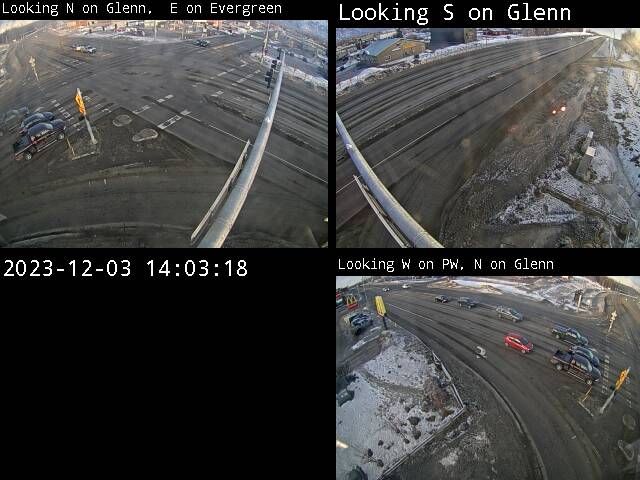 Looking N on Glenn, E on Evergreen
Looking S on Glenn
2023-12-03 14:03:18
Looking W on PW, N on Glenn